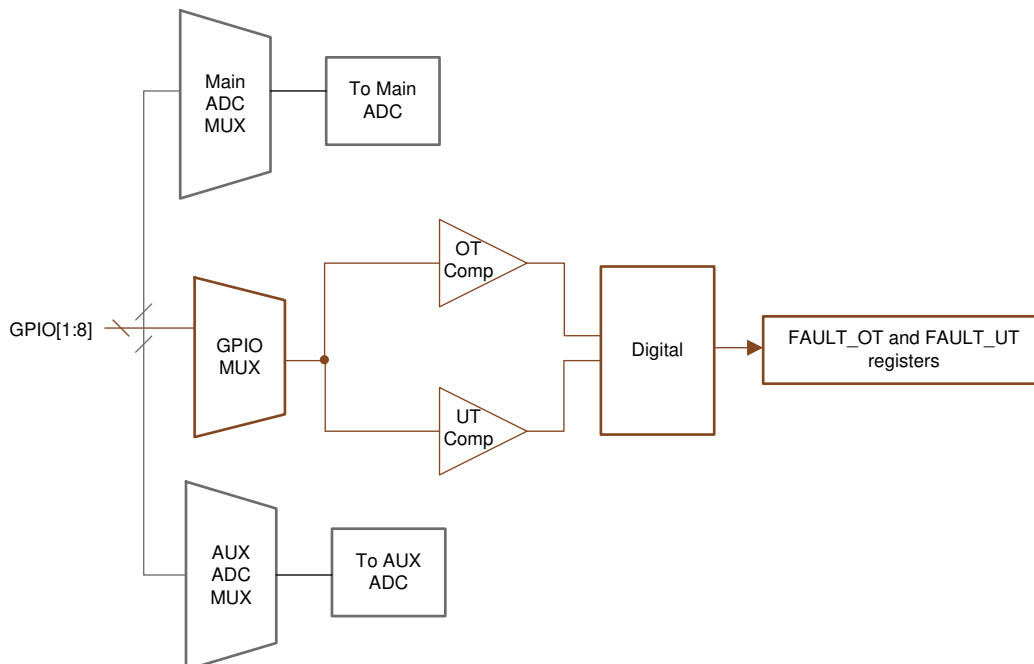 Main
ADC
MUX
To Main
ADC
OT
Comp
GPIO[1:8]
GPIO
MUX
Digital
FAULT_OT and FAULT_UT
registers
UT
Comp
AUX
ADC
MUX
To AUX
ADC